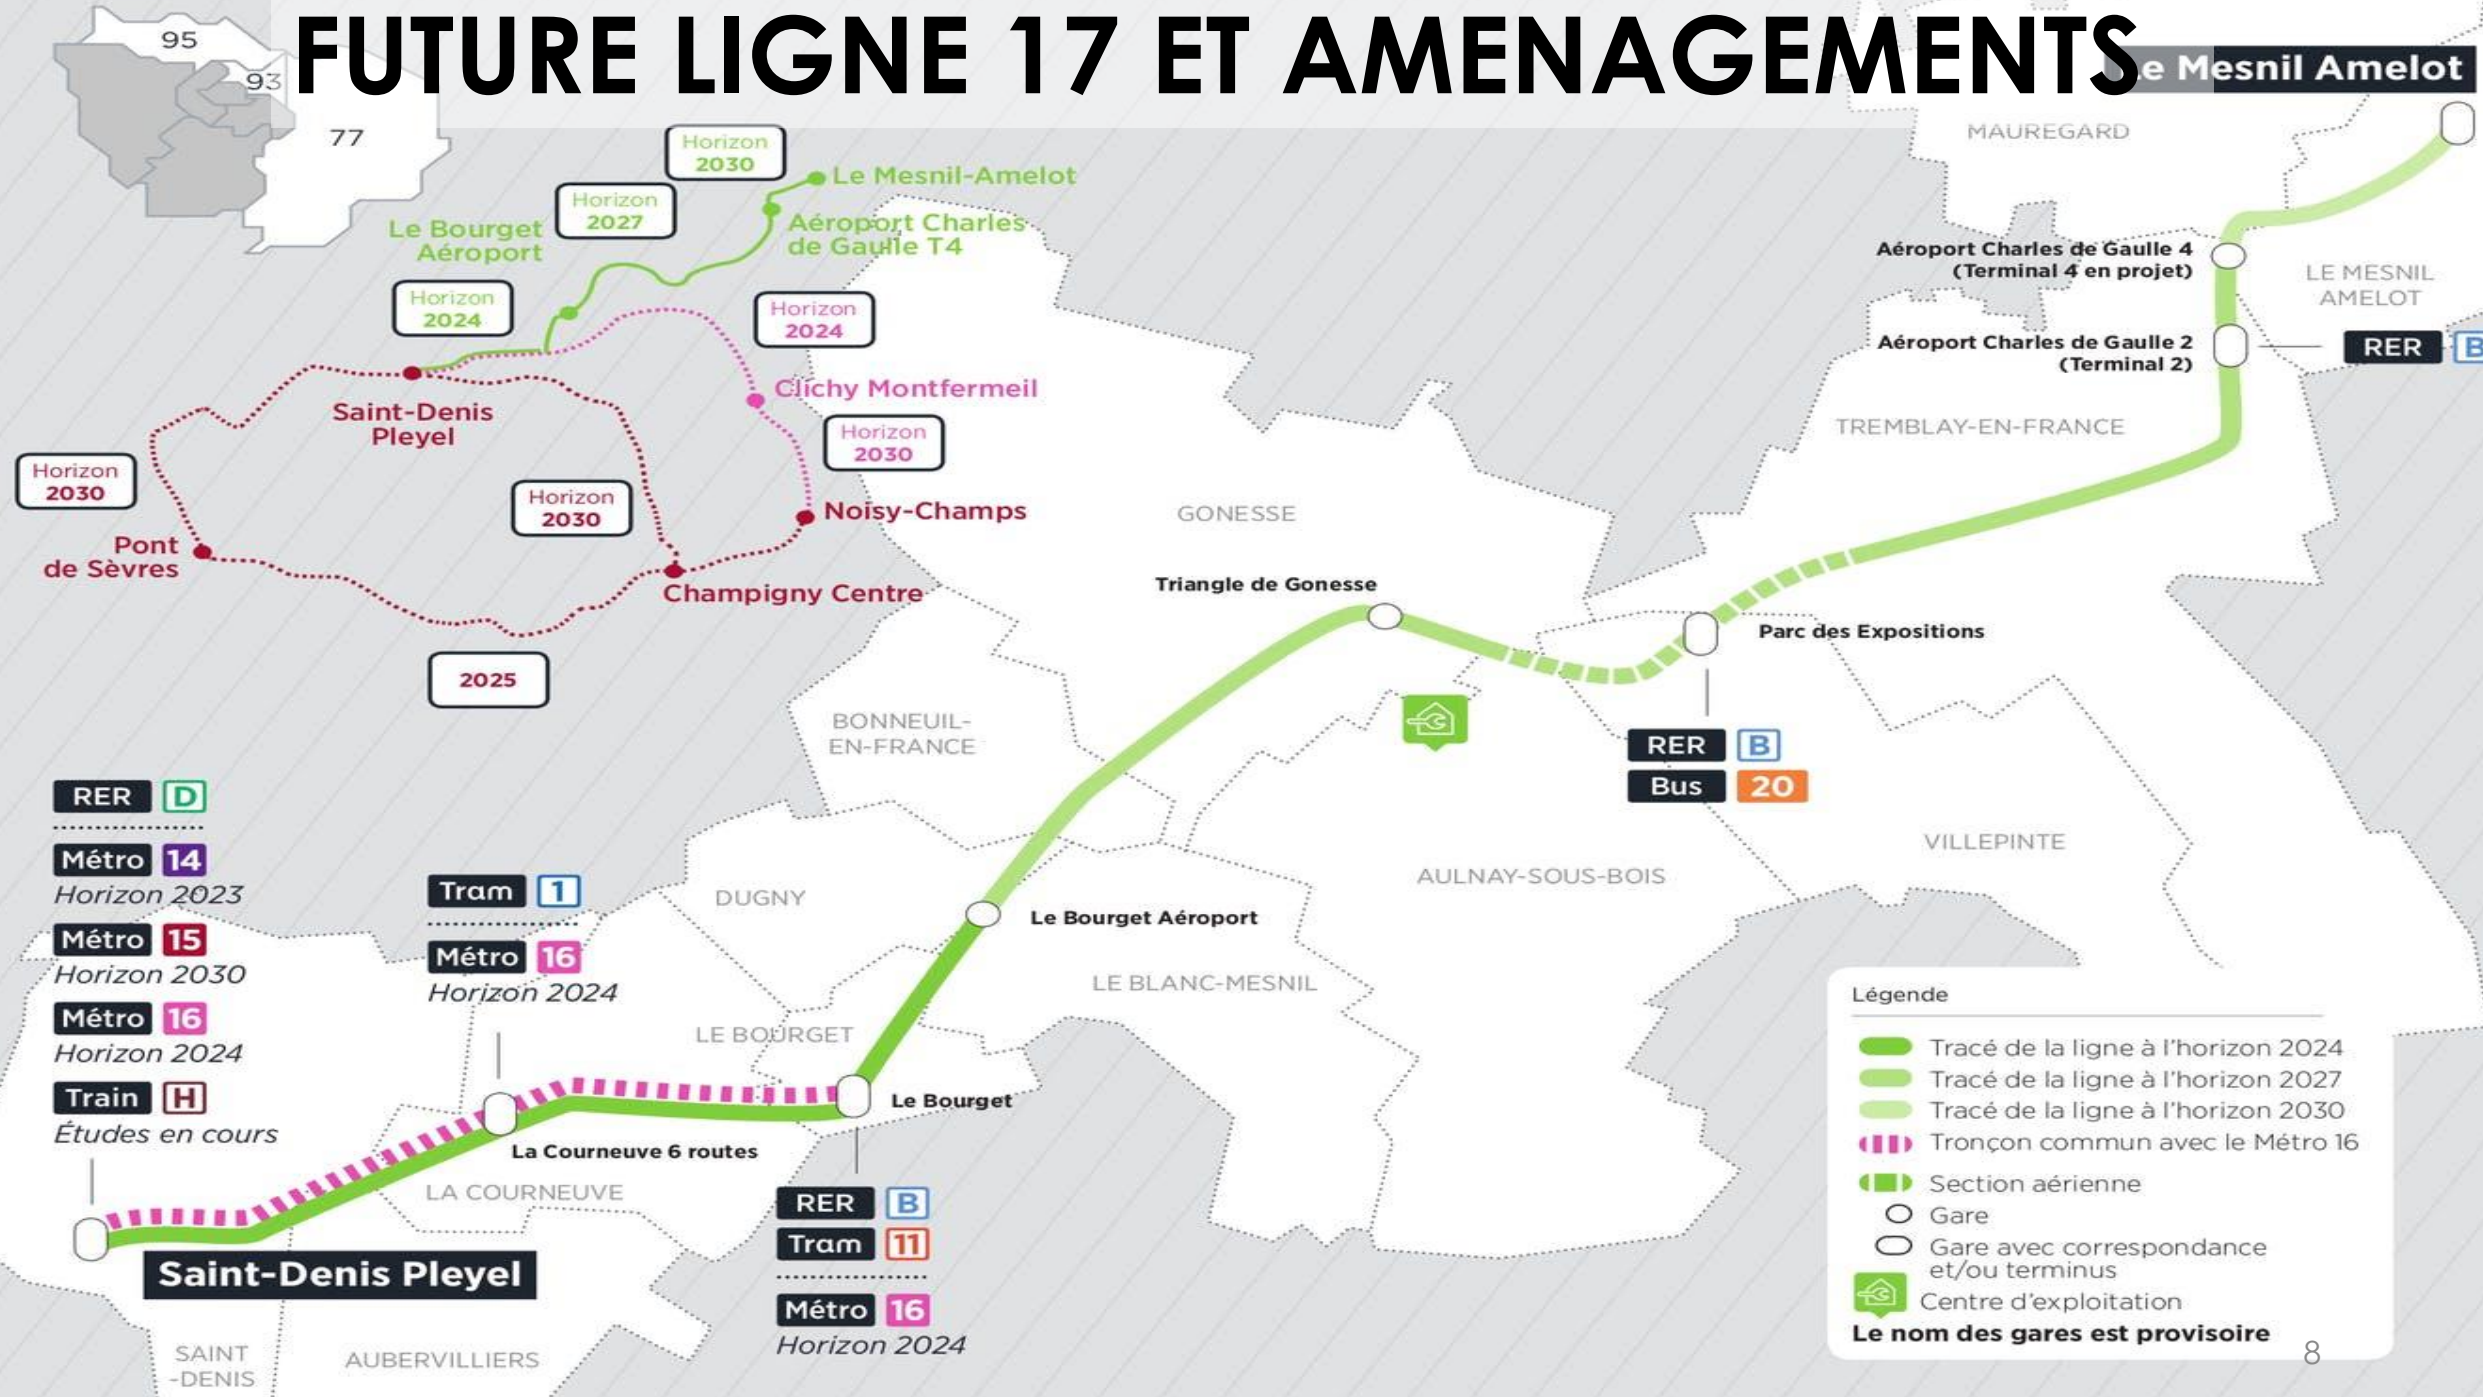 FUTURE LIGNE 17 ET AMENAGEMENTS
95
93
77
Horizon
2030
Le Mesnil-Amelot
Horizon
2027
Aéroport Charles
de Gaulle T4
Le Bourget
Aéroport
Horizon
2024
Horizon
2024
Clichy Montfermeil
Saint-Denis
Pleyel
Horizon
2030
Horizon
2030
Horizon
2030
Noisy-Champs
Pont
de Sèvres
Champigny Centre
2025
Le Mesnil Amelot
MAUREGARD
Aéroport Charles de Gaulle 4
(Terminal 4 en projet)
LE MESNIL
AMELOT
Aéroport Charles de Gaulle 2
(Terminal 2)
RER B
TREMBLAY-EN-FRANCE
GONESSE
Triangle de Gonesse
Parc des Expositions
RER B
Bus 20
BONNEUIL-
EN-FRANCE
VILLEPINTE
AULNAY-SOUS-BOIS
DUGNY
Le Bourget Aéroport
LE BLANC-MESNIL
LE BOURGET
RER D
Métro 14
Horizon 2023
Métro 15
Horizon 2030
Métro 16
Horizon 2024
Train H
Études en cours
Tram 1
Métro 16
Horizon 2024
Le Bourget
La Courneuve 6 routes
LA COURNEUVE
RER B
Tram 11
Métro 16
Horizon 2024
Saint-Denis Pleyel
SAINT
-DENIS
AUBERVILLIERS
Légende
Tracé de la ligne à l'horizon 2024
Tracé de la ligne à l'horizon 2027
Tracé de la ligne à l'horizon 2030
Tronçon commun avec le Métro 16
Section aérienne
Gare
Gare avec correspondance
et/ou terminus
Centre d'exploitation
Le nom des gares est provisoire
8